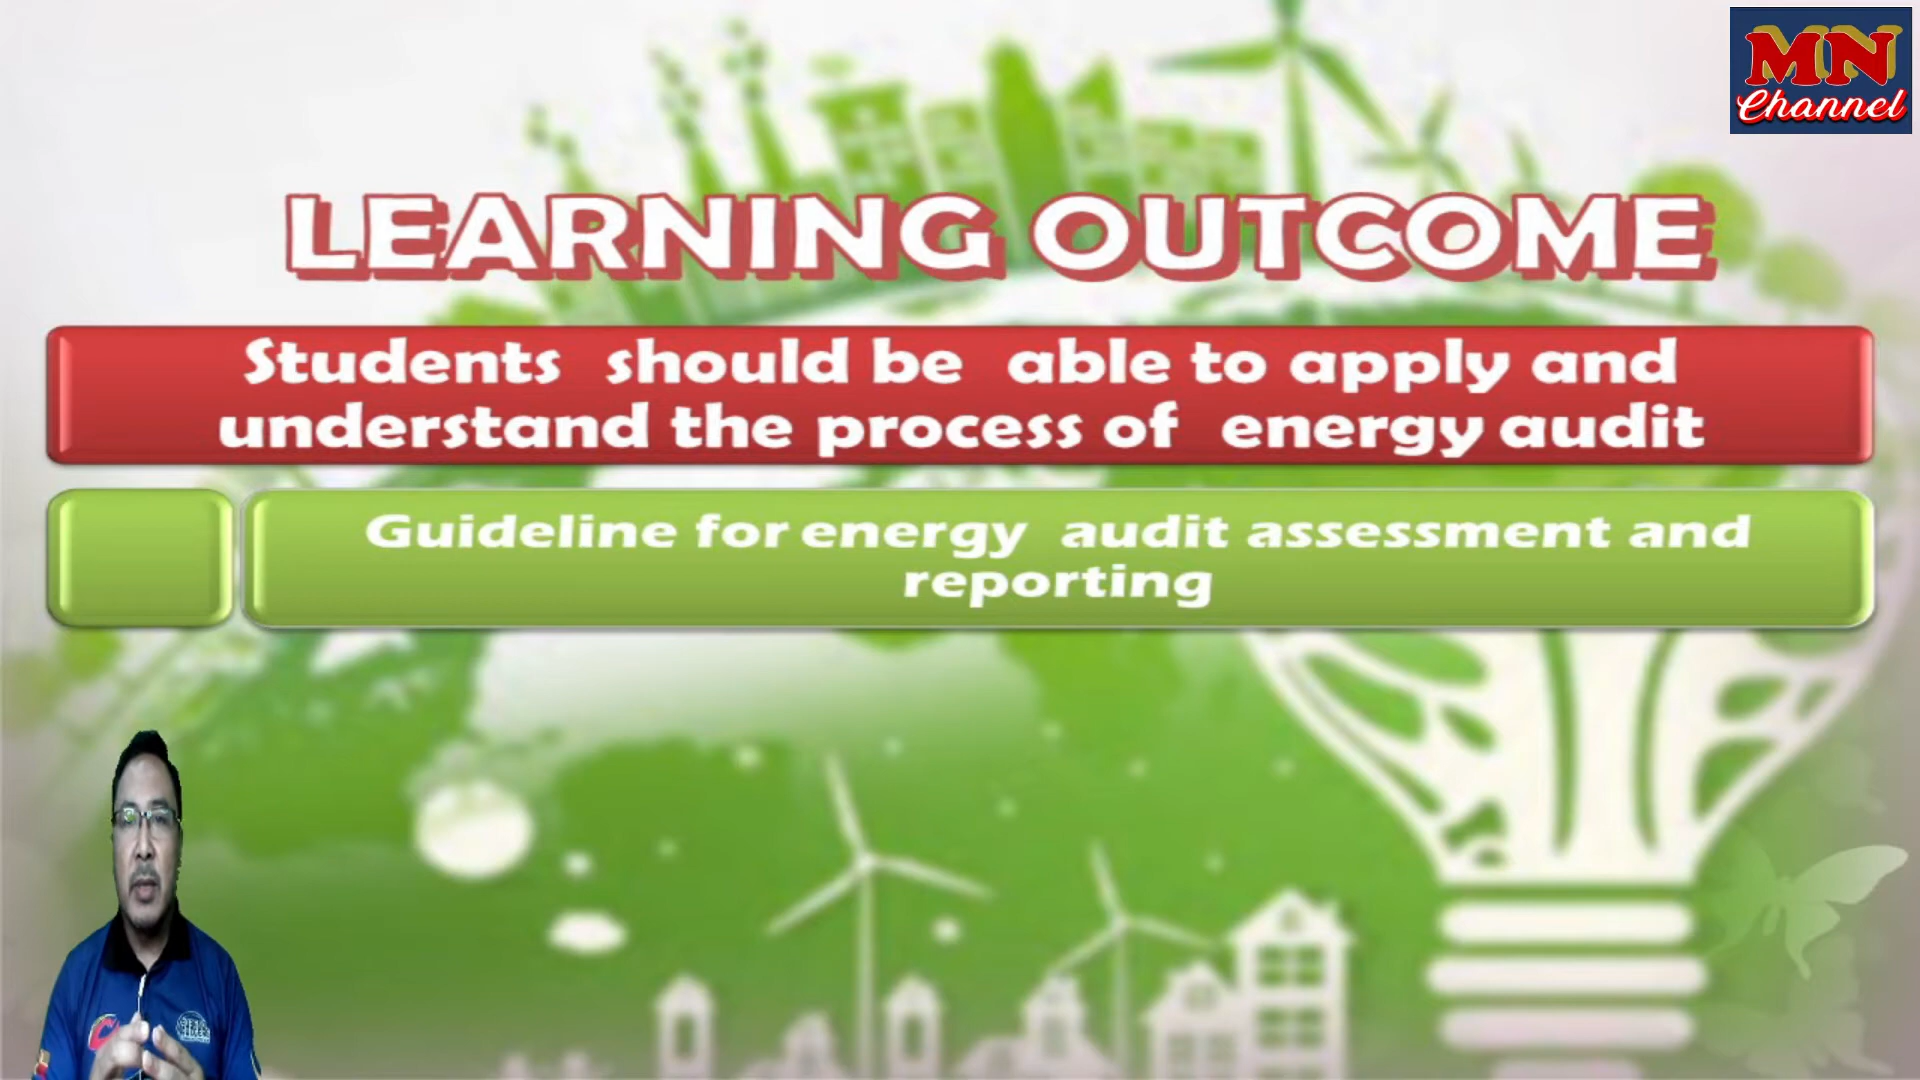 MN
Channel
LEARNING OUTCOME
Students should be able to apply and
understand the process of energy audit
Guideline for energy audit assessment and
reporting